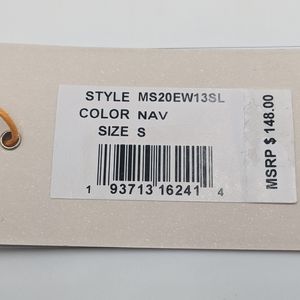 STYLE MS20EW13SL
COLOR NAV
SIZE S
1 93713 16241 4
MSRP $ 148.00